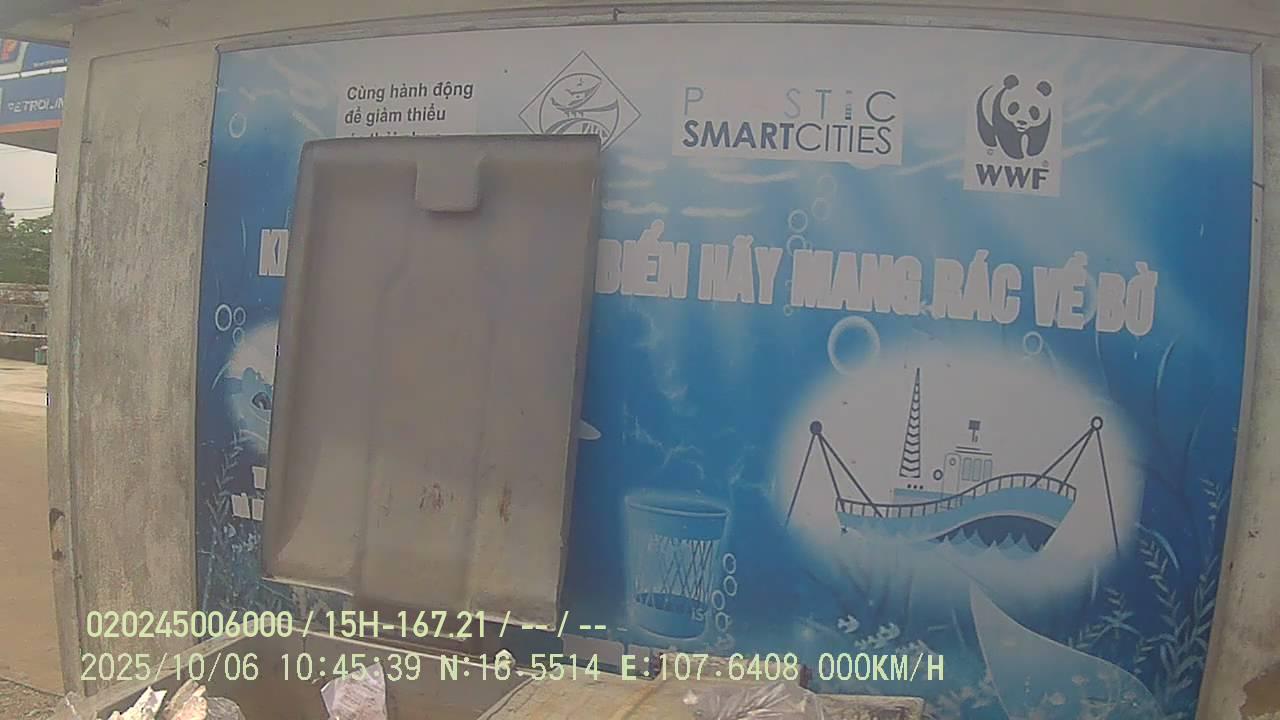 Cùng hành động
để giảm thiểu
P STIC
SMARTCITIES
WWF
BIỂN HÃY MANG RÁC VỀ BỜ
020245006000 / 15H-167.21 / -- / --
2025/10/06 10:45:39 N:16.5514 E:107.6408 000KM/H